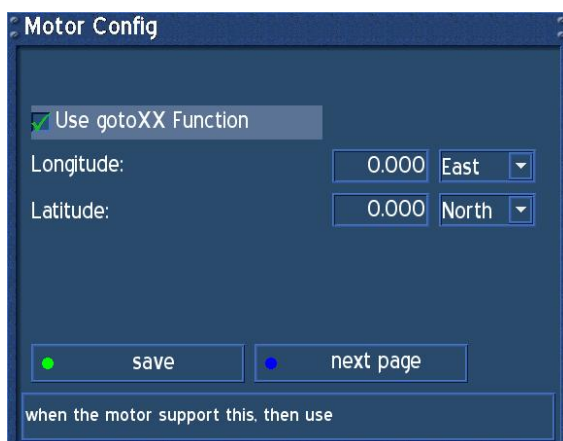 Motor Config
Use gotoXX Function
Longitude: 0.000 East
Latitude: 0.000 North
save next page
when the motor support this, then use